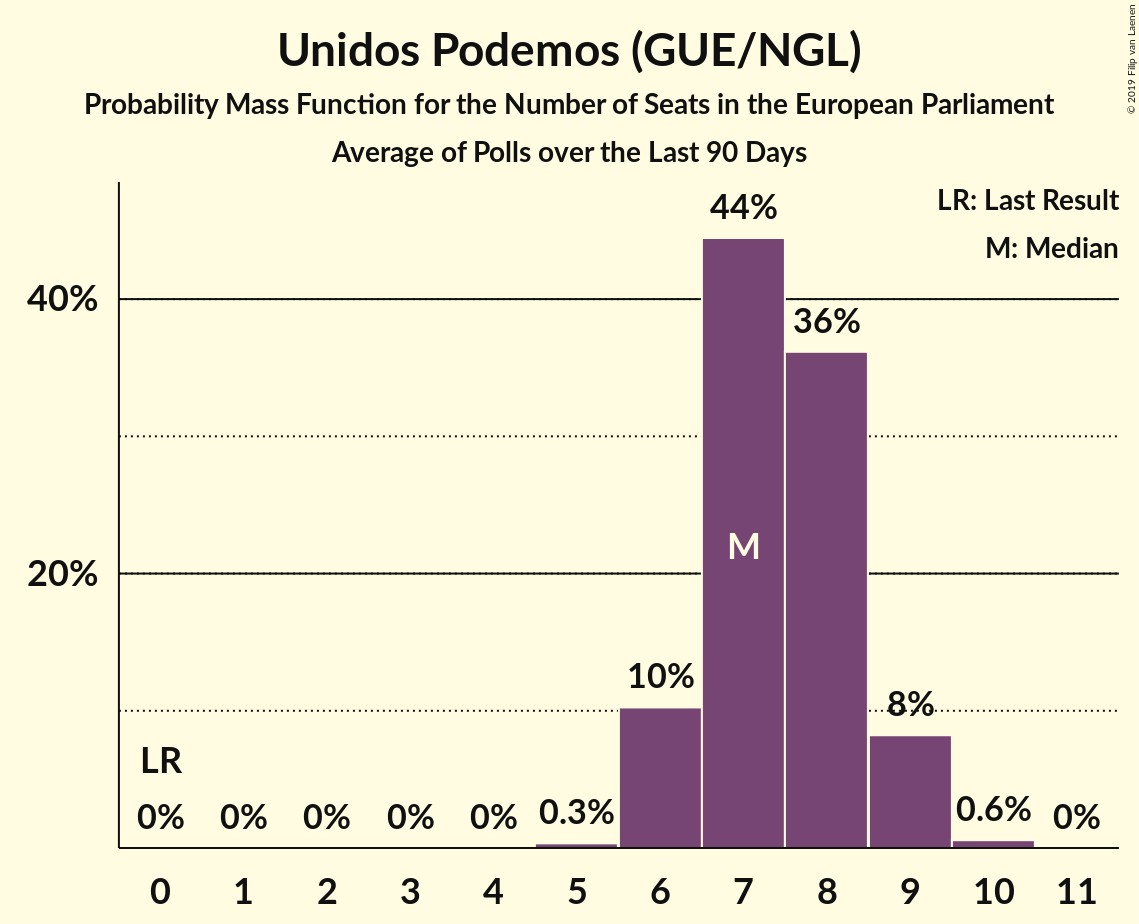 Unidos Podemos (GUE/NGL)
Probability Mass Function for the Number of Seats in the European Parliament
Average of Polls over the Last 90 Days
© 2019 Filip van Laenen
LR: Last Result
M: Median
44%
40%
36%
M
20%
10%
8%
LR
0% 0% 0% 0% 0% 0.3% 0.6% 0%
0 1 2 3 4 5 6 7 8 9 10 11